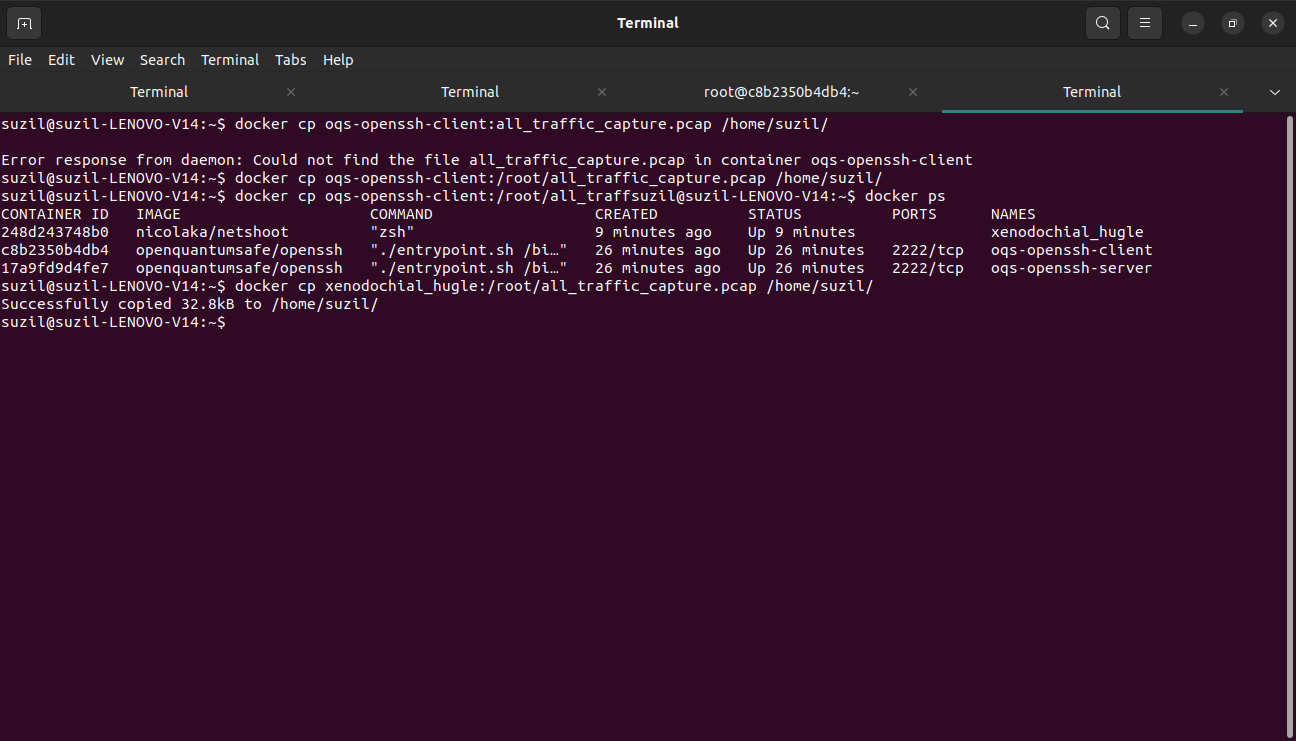 Terminal
File Edit View Search Terminal Tabs Help
Terminal Terminal root@c8b2350b4db4:~ Terminal
suzil@suzil-LENOVO-V14:~$ docker cp oqs-openssh-client:all_traffic_capture.pcap /home/suzil/
Error response from daemon: Could not find the file all_traffic_capture.pcap in container oqs-openssh-client
suzil@suzil-LENOVO-V14:~$ docker cp oqs-openssh-client:/root/all_traffic_capture.pcap /home/suzil/
suzil@suzil-LENOVO-V14:~$ docker cp oqs-openssh-client:/root/all_traffsuzil@suzil-LENOVO-V14:~$ docker ps
CONTAINER ID   IMAGE                     COMMAND                  CREATED          STATUS          PORTS      NAMES
248d243748b0   nicolaka/netshoot         "zsh"                    9 minutes ago    Up 9 minutes               xenodochial_hugle
c8b2350b4db4   openquantumsafe/openssh   "./entrypoint.sh /bi…"   26 minutes ago   Up 26 minutes   2222/tcp   oqs-openssh-client
17a9fd9d4fe7   openquantumsafe/openssh   "./entrypoint.sh /bi…"   26 minutes ago   Up 26 minutes   2222/tcp   oqs-openssh-server
suzil@suzil-LENOVO-V14:~$ docker cp xenodochial_hugle:/root/all_traffic_capture.pcap /home/suzil/
Successfully copied 32.8kB to /home/suzil/
suzil@suzil-LENOVO-V14:~$